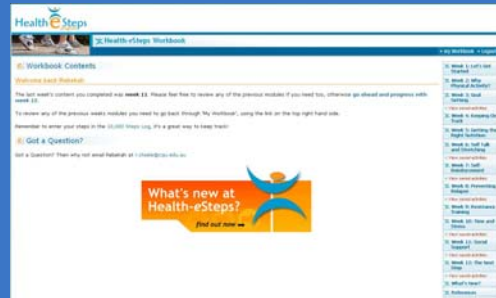 Health e Steps
Health-eSteps Workbook
» My Workbook » Logout
Workbook Contents
Welcome back Rebekah
The last week's content you completed was week 11. Please feel free to review any of the previous modules if you need too, otherwise go ahead and progress with
week 12.
To review any of the previous weeks modules you need to go back through 'My Workbook', using the link on the top right hand side.
Remember to enter your steps in the 10,000 Steps Log, it's a great way to keep track!
Got a Question?
Got a Question? Then why not email Rebekah at
What's new at
Health-eSteps?
find out now
Week 1: Let's Get
Started
Week 2: Why
Physical Activity?
Week 3: Goal
Setting
Week 4: Keeping On
Track
Week 5: Getting the
Right Nutrition
Week 6: Self Talk
and Stretching
Week 7: Self-
Reinforcement
Week 8: Preventing
Relapse
Week 9: Resistance
Training
Week 10: Time and
Stress
Week 11: Social
Support
Week 12: The Next
Step
What's New?
References